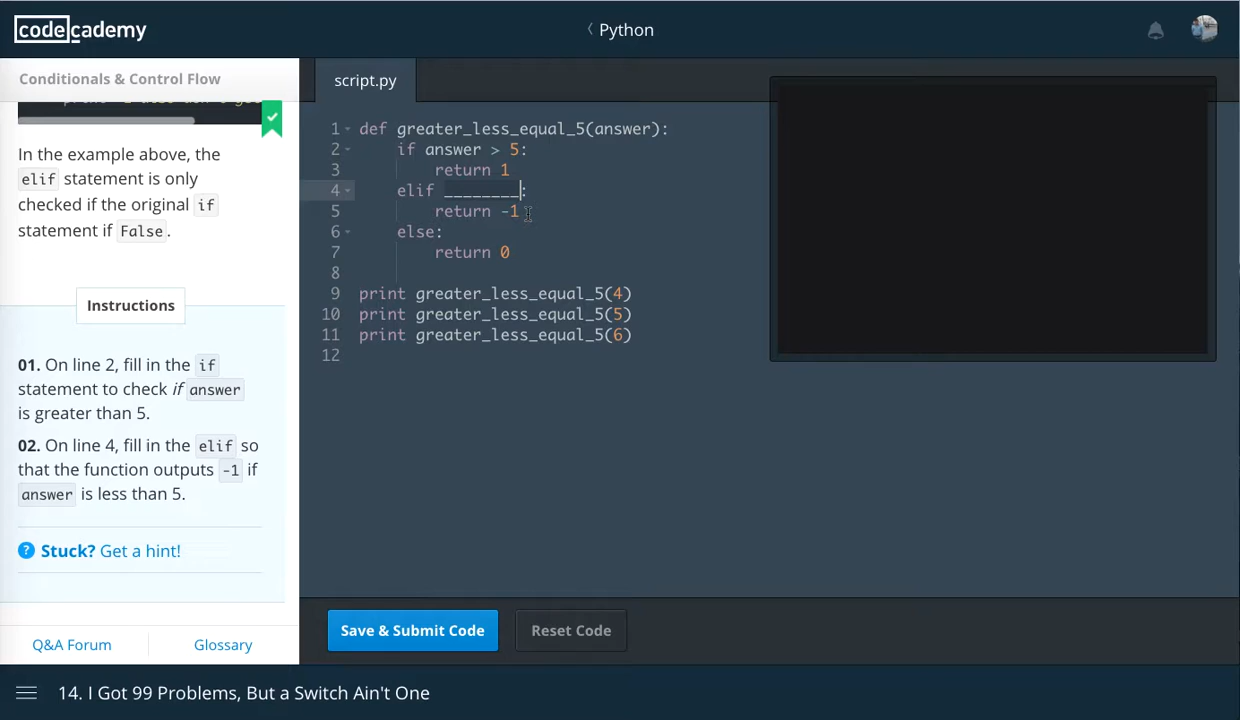 codecademy
Python
Conditionals & Control Flow
script.py
In the example above, the
elif statement is only
checked if the original if
statement if False.
Instructions
01. On line 2, fill in the if
statement to check if answer
is greater than 5.
02. On line 4, fill in the elif so
that the function outputs -1 if
answer is less than 5.
? Stuck? Get a hint!
Q&A Forum
Glossary
1 def greater_less_equal_5(answer):
2 if answer > 5:
3 return 1
4 elif ________:
5 return -1
6 else:
7 return 0
8
9 print greater_less_equal_5(4)
10 print greater_less_equal_5(5)
11 print greater_less_equal_5(6)
12
Save & Submit Code
Reset Code
14. I Got 99 Problems, But a Switch Ain't One